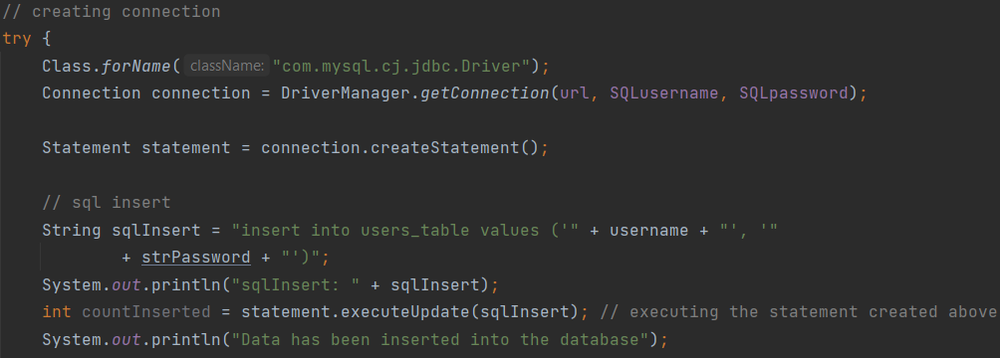 // creating connection
try {
    Class.forName( className: "com.mysql.cj.jdbc.Driver");
    Connection connection = DriverManager.getConnection(url, SQLusername, SQLpassword);
    Statement statement = connection.createStatement();
    // sql insert
    String sqlInsert = "insert into users_table values ('" + username + "', '"
            + strPassword + "')";
    System.out.println("sqlInsert: " + sqlInsert);
    int countInserted = statement.executeUpdate(sqlInsert); // executing the statement created above
    System.out.println("Data has been inserted into the database");